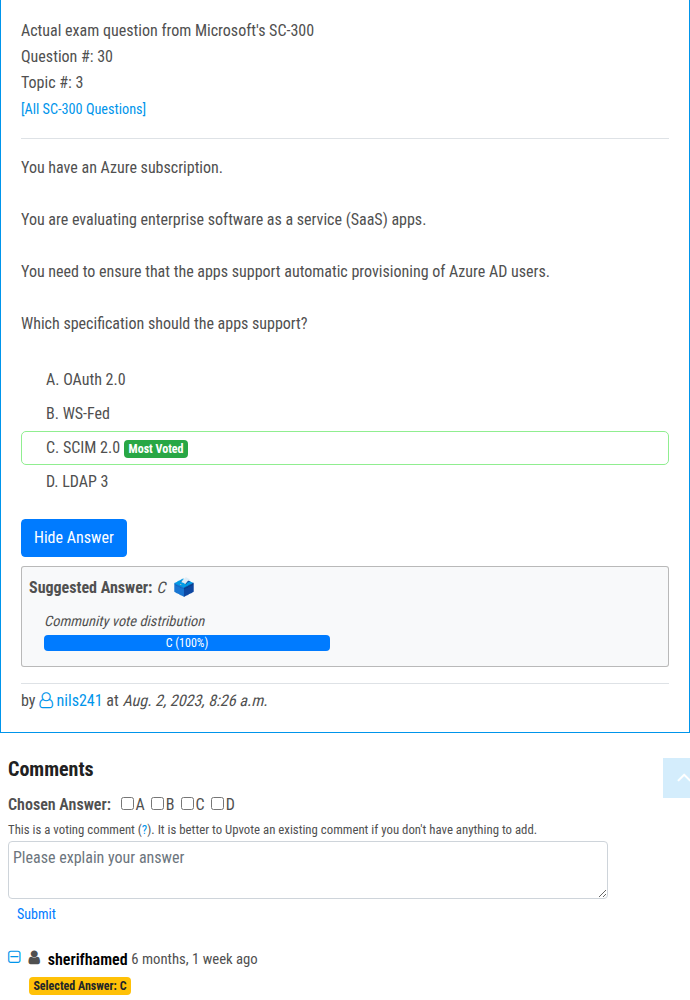 Actual exam question from Microsoft's SC-300
Question #: 30
Topic #: 3
[All SC-300 Questions]
You have an Azure subscription.
You are evaluating enterprise software as a service (SaaS) apps.
You need to ensure that the apps support automatic provisioning of Azure AD users.
Which specification should the apps support?
A. OAuth 2.0
B. WS-Fed
C. SCIM 2.0 Most Voted
D. LDAP 3
Hide Answer
Suggested Answer: C
Community vote distribution
C (100%)
by nils241 at Aug. 2, 2023, 8:26 a.m.
Comments
Chosen Answer: A B C D
This is a voting comment (?). It is better to Upvote an existing comment if you don't have anything to add.
Please explain your answer
Submit
sherifhamed 6 months, 1 week ago
Selected Answer: C